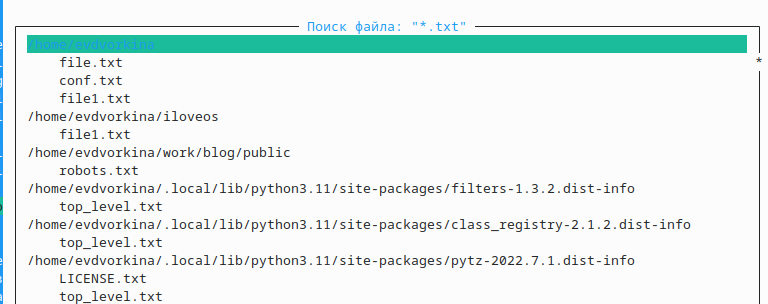 Поиск файла: "*.txt"
/home/evdvorkina
file.txt
*
conf.txt
file1.txt
/home/evdvorkina/iloveos
file1.txt
/home/evdvorkina/work/blog/public
robots.txt
/home/evdvorkina/.local/lib/python3.11/site-packages/filters-1.3.2.dist-info
top_level.txt
/home/evdvorkina/.local/lib/python3.11/site-packages/class_registry-2.1.2.dist-info
top_level.txt
/home/evdvorkina/.local/lib/python3.11/site-packages/pytz-2022.7.1.dist-info
LICENSE.txt
top_level.txt